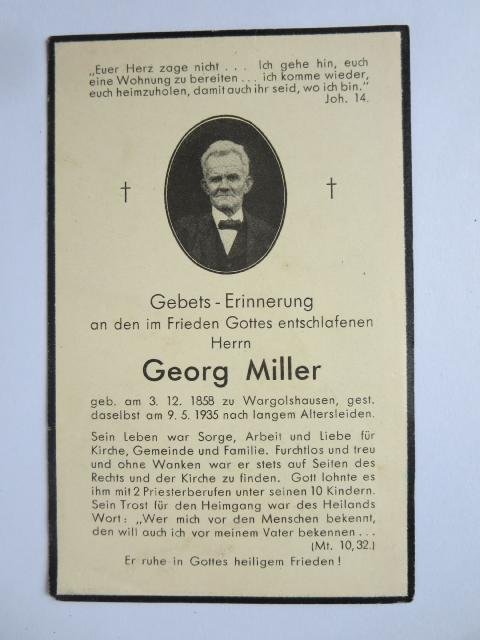 „Euer Herz zage nicht . . . Ich gehe hin, euch
eine Wohnung zu bereiten . . . ich komme wieder,
euch heimzuholen, damit auch ihr seid, wo ich bin."
Joh. 14.
Gebets - Erinnerung
an den im Frieden Gottes entschlafenen
Herrn
Georg Miller
geb. am 3. 12. 1858 zu Wargolshausen, gest.
daselbst am 9. 5. 1935 nach langem Altersleiden.
Sein Leben war Sorge, Arbeit und Liebe für
Kirche, Gemeinde und Familie. Furchtlos und treu
und ohne Wanken war er stets auf Seiten des
Rechts und der Kirche zu finden. Gott lohnte es
ihm mit 2 Priesterberufen unter seinen 10 Kindern.
Sein Trost für den Heimgang war des Heilands
Wort: „Wer mich vor den Menschen bekennt,
den will auch ich vor meinem Vater bekennen . . .
(Mt. 10, 32.)
Er ruhe in Gottes heiligem Frieden!